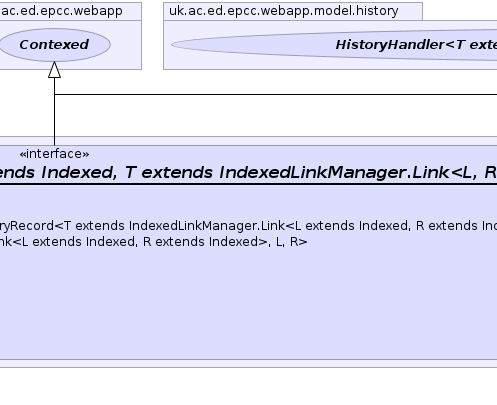 ac.ed.epcc.webapp
uk.ac.ed.epcc.webapp.model.history
Contexed
HistoryHandler<T exte
«interface»
ends Indexed, T extends IndexedLinkManager.Link<L, R
ryRecord<T extends IndexedLinkManager.Link<L extends Indexed, R extends Ind
nk<L extends Indexed, R extends Indexed>, L, R>